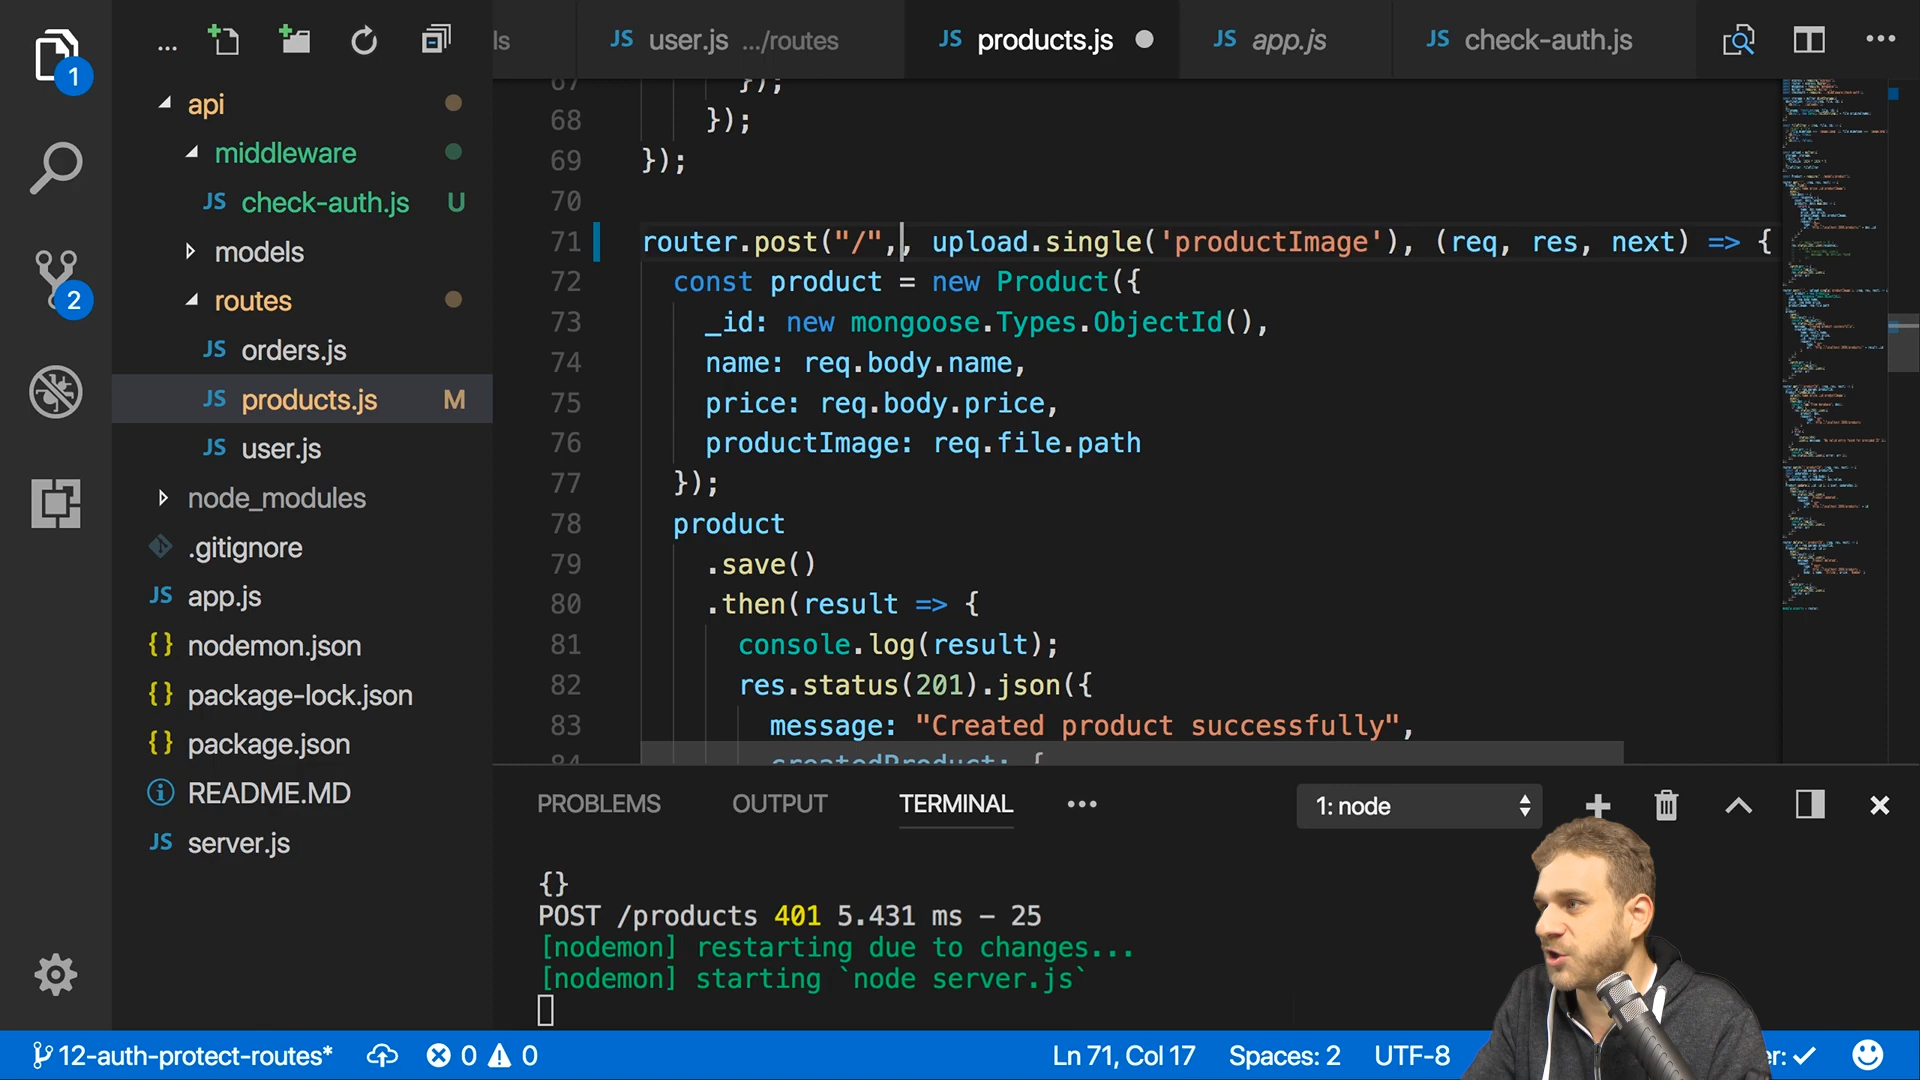 ...
ls
JS user.js .../routes
JS products.js
JS app.js
JS check-auth.js
...
1
api
middleware
JS check-auth.js U
models
2
routes
JS orders.js
JS products.js M
JS user.js
node_modules
.gitignore
JS app.js
{} nodemon.json
{} package-lock.json
{} package.json
README.MD
JS server.js
67 });
68 });
69 });
70
71 router.post("/",, upload.single('productImage'), (req, res, next) => {
72 const product = new Product({
73 _id: new mongoose.Types.ObjectId(),
74 name: req.body.name,
75 price: req.body.price,
76 productImage: req.file.path
77 });
78 product
79 .save()
80 .then(result => {
81 console.log(result);
82 res.status(201).json({
83 message: "Created product successfully",
84 createdProduct: {
PROBLEMS OUTPUT TERMINAL ... 1: node
{}
POST /products 401 5.431 ms – 25
[nodemon] restarting due to changes...
[nodemon] starting `node server.js`
12-auth-protect-routes* 0 0 Ln 71, Col 17 Spaces: 2 UTF-8 er: